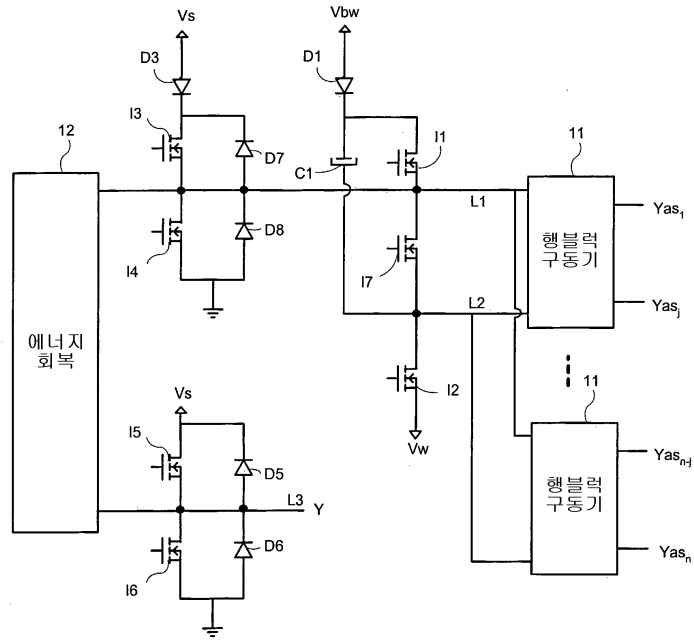 Vs
Vbw
D3
D1
I3
12
D7
C1
I1
11
L1
Yas₁
D8
I4
I7
행블럭
구동기
L2
Yasⱼ
에너지
회복
Vs
I2
11
I5
Vw
D5
Yasₙ₋ⱼ
L3
Y
행블럭
구동기
D6
I6
Yasₙ